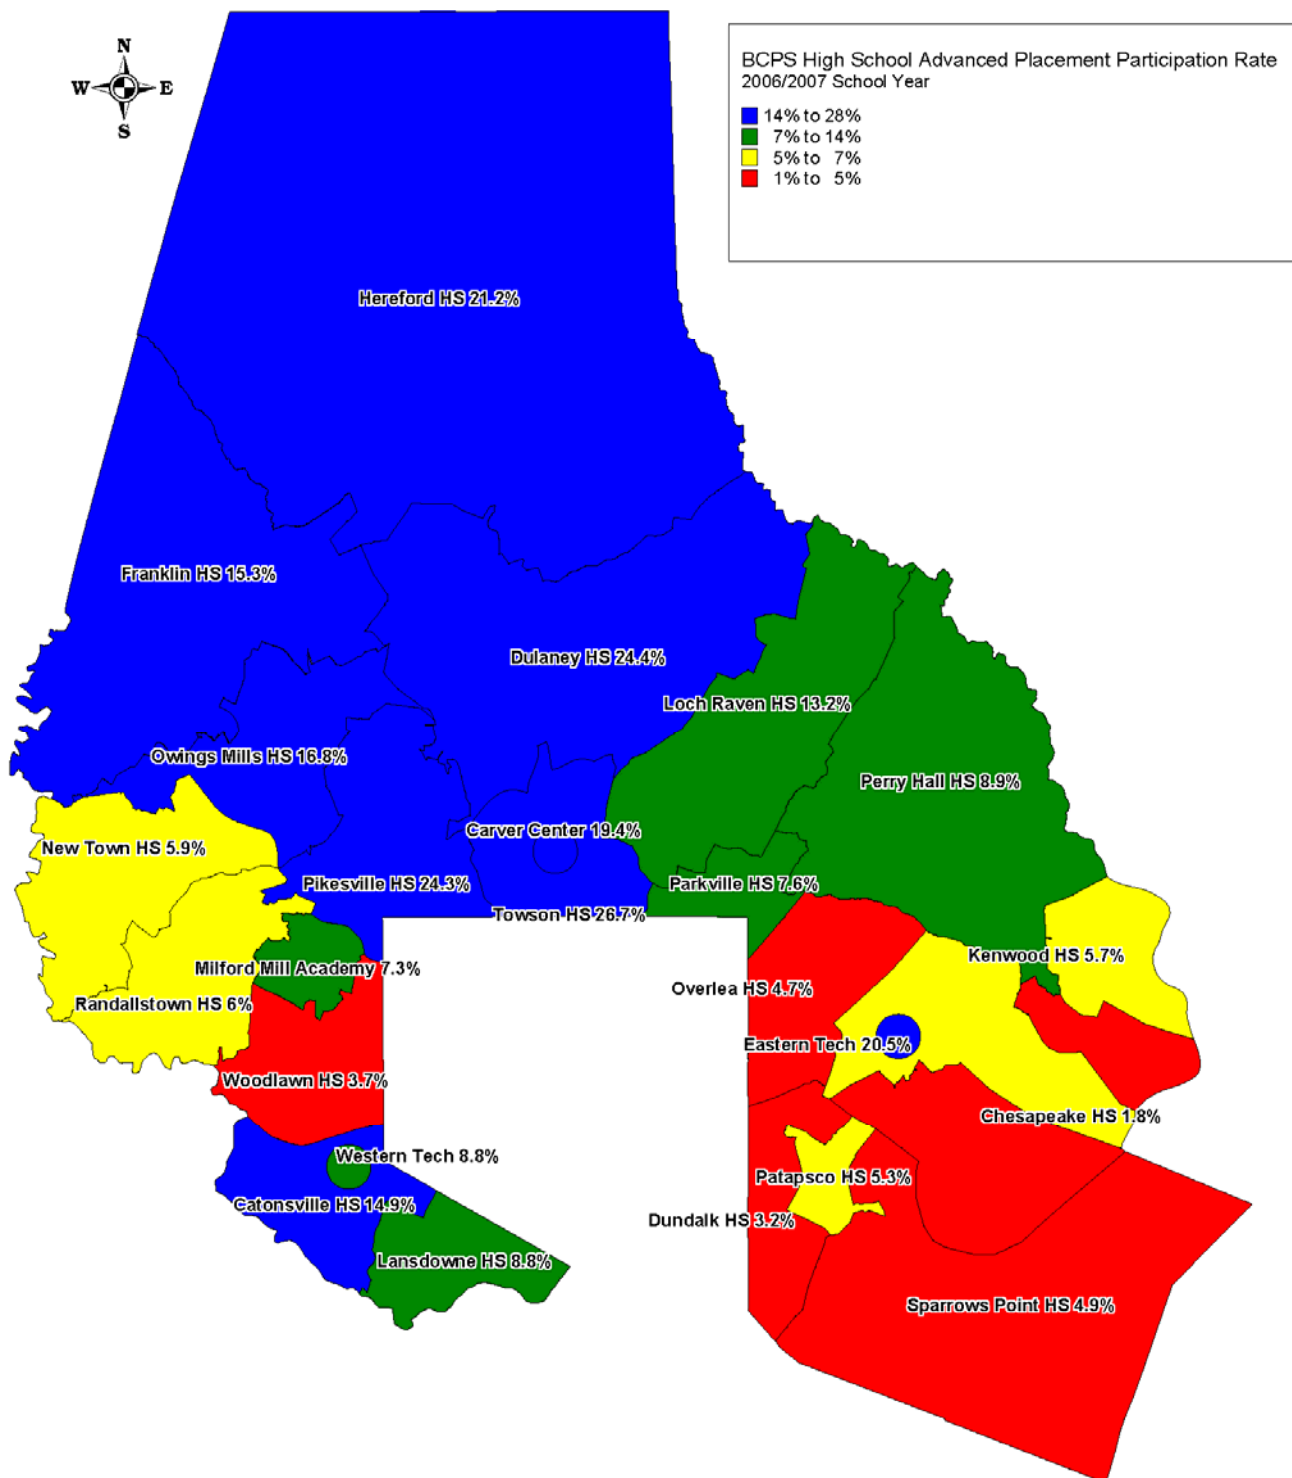 N
W E
S
BCPS High School Advanced Placement Participation Rate
2006/2007 School Year
14% to 28%
7% to 14%
5% to 7%
1% to 5%
Hereford HS 21.2%
Franklin HS 15.3%
Dulaney HS 24.4%
Loch Raven HS 13.2%
Owings Mills HS 16.8%
Perry Hall HS 8.9%
Carver Center 19.4%
New Town HS 5.9%
Pikesville HS 24.3%
Parkville HS 7.6%
Towson HS 26.7%
Kenwood HS 5.7%
Milford Mill Academy 7.3%
Overlea HS 4.7%
Randallstown HS 6%
Eastern Tech 20.5%
Woodlawn HS 3.7%
Chesapeake HS 1.8%
Western Tech 8.8%
Patapsco HS 5.3%
Catonsville HS 14.9%
Dundalk HS 3.2%
Lansdowne HS 8.8%
Sparrows Point HS 4.9%